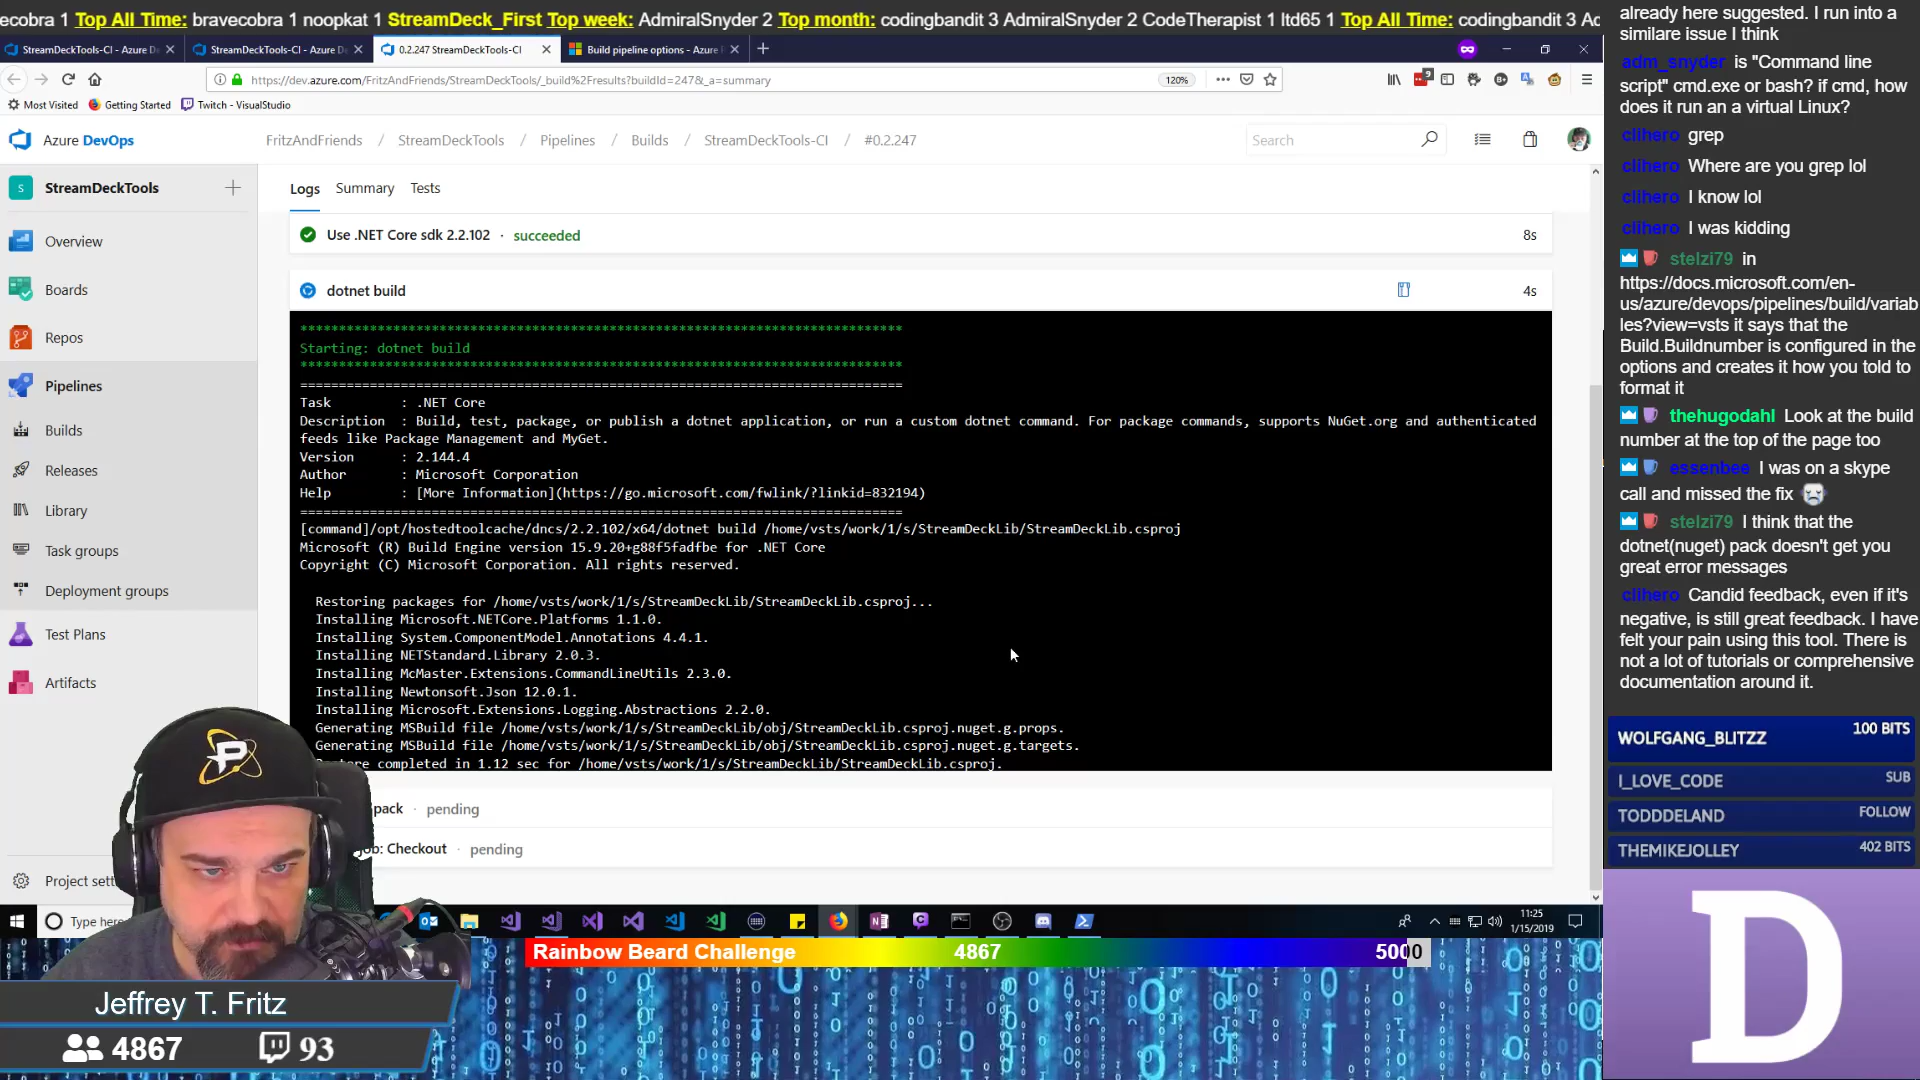 ecobra 1 Top All Time: bravecobra 1 noopkat 1 StreamDeck_First Top week: AdmiralSnyder 2 Top month: codingbandit 3 AdmiralSnyder 2 CodeTherapist 1 ltd65 1 Top All Time: codingbandit 3 Ac
StreamDeckTools-CI - Azure D
StreamDeckTools-CI - Azure D
0.2.247 StreamDeckTools-CI
Build pipeline options - Azure
https://dev.azure.com/FritzAndFriends/StreamDeckTools/_build%2Fresults?buildId=247&_a=summary
120%
Most Visited
Getting Started
Twitch - VisualStudio
Azure DevOps
FritzAndFriends / StreamDeckTools / Pipelines / Builds / StreamDeckTools-CI / #0.2.247
Search
S StreamDeckTools
Overview
Boards
Repos
Pipelines
Builds
Releases
Library
Task groups
Deployment groups
Test Plans
Artifacts
Project sett
Logs Summary Tests
Use .NET Core sdk 2.2.102 · succeeded 8s
dotnet build 4s
******************************************************************************
Starting: dotnet build
******************************************************************************
==============================================================================
Task : .NET Core
Description : Build, test, package, or publish a dotnet application, or run a custom dotnet command. For package commands, supports NuGet.org and authenticated
feeds like Package Management and MyGet.
Version : 2.144.4
Author : Microsoft Corporation
Help : [More Information](https://go.microsoft.com/fwlink/?linkid=832194)
==============================================================================
[command]/opt/hostedtoolcache/dncs/2.2.102/x64/dotnet build /home/vsts/work/1/s/StreamDeckLib/StreamDeckLib.csproj
Microsoft (R) Build Engine version 15.9.20+g88f5fadfbe for .NET Core
Copyright (C) Microsoft Corporation. All rights reserved.
Restoring packages for /home/vsts/work/1/s/StreamDeckLib/StreamDeckLib.csproj...
Installing Microsoft.NETCore.Platforms 1.1.0.
Installing System.ComponentModel.Annotations 4.4.1.
Installing NETStandard.Library 2.0.3.
Installing McMaster.Extensions.CommandLineUtils 2.3.0.
Installing Newtonsoft.Json 12.0.1.
Installing Microsoft.Extensions.Logging.Abstractions 2.2.0.
Generating MSBuild file /home/vsts/work/1/s/StreamDeckLib/obj/StreamDeckLib.csproj.nuget.g.props.
Generating MSBuild file /home/vsts/work/1/s/StreamDeckLib/obj/StreamDeckLib.csproj.nuget.g.targets.
completed in 1.12 sec for /home/vsts/work/1/s/StreamDeckLib/StreamDeckLib.csproj.
pack · pending
ob: Checkout · pending
Type here
11:25
1/15/2019
already here suggested. I run into a
similare issue I think
adm_snyder is "Command line
script" cmd.exe or bash? if cmd, how
does it run an a virtual Linux?
clihero grep
clihero Where are you grep lol
clihero I know lol
clihero I was kidding
stelzi79 in
https://docs.microsoft.com/en-
us/azure/devops/pipelines/build/variab
les?view=vsts it says that the
Build.Buildnumber is configured in the
options and creates it how you told to
format it
thehugodahl Look at the build
number at the top of the page too
essenbee I was on a skype
call and missed the fix
stelzi79 I think that the
dotnet(nuget) pack doesn't get you
great error messages
clihero Candid feedback, even if it's
negative, is still great feedback. I have
felt your pain using this tool. There is
not a lot of tutorials or comprehensive
documentation around it.
WOLFGANG_BLITZZ 100 BITS
I_LOVE_CODE SUB
TODDDELAND FOLLOW
THEMIKEJOLLEY 402 BITS
D
Rainbow Beard Challenge 4867 5000
Jeffrey T. Fritz
4867 93